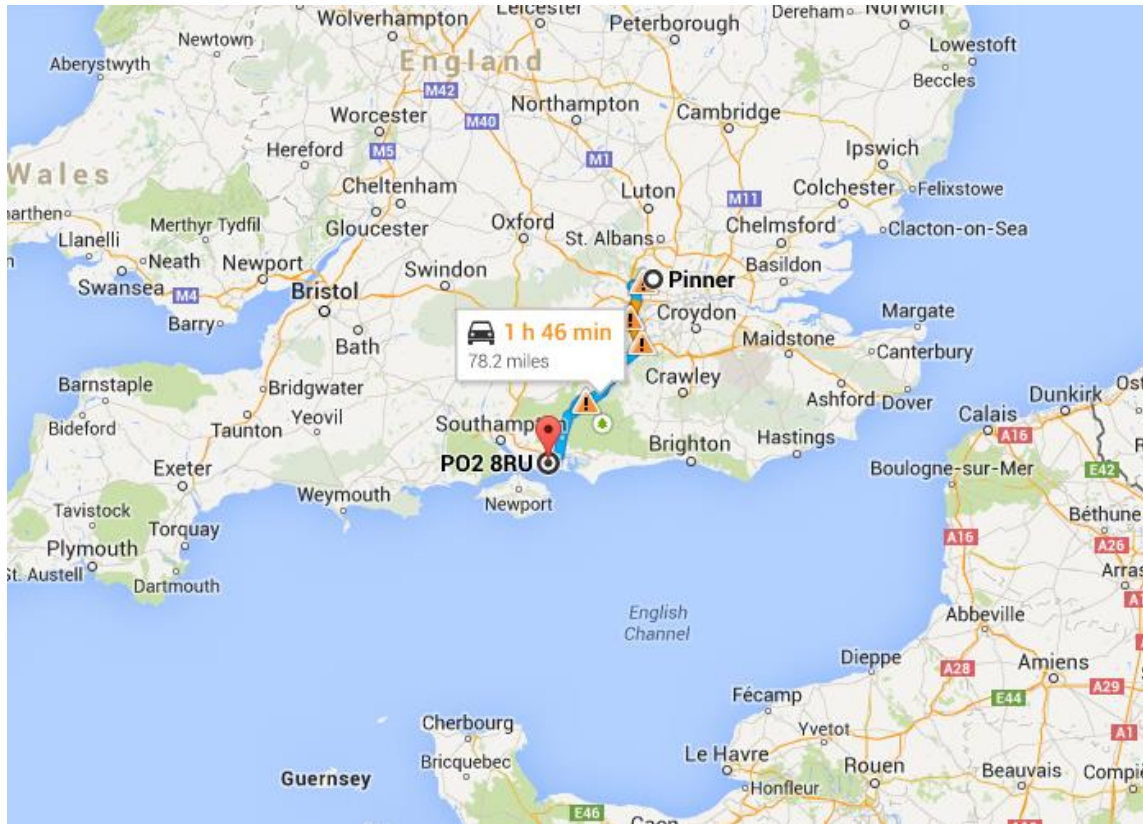 Wolverhampton
Leicester
Peterborough
Dereham
Norwich
Newtown
Lowestoft
England
Aberystwyth
Beccles
M42
Northampton
Worcester
M40
Cambridge
Hereford
M5
M1
Ipswich
Wales
Cheltenham
Luton
M11
Colchester
Felixstowe
Merthyr Tydfil
Gloucester
Oxford
St. Albans
Chelmsford
Clacton-on-Sea
Llanelli
Neath
Newport
Swindon
Pinner
Basildon
Swansea
M4
Bristol
Croydon
Margate
Barry
1 h 46 min
78.2 miles
Bath
Maidstone
Canterbury
Barnstaple
Bridgwater
Crawley
Ashford
Dover
Dunkirk
Bideford
Taunton
Yeovil
Southampton
Brighton
Hastings
Calais
A16
Exeter
PO2 8RU
Boulogne-sur-Mer
E42
Weymouth
Newport
Tavistock
Torquay
Béthune
Plymouth
A16
A26
St. Austell
Dartmouth
English
Channel
Abbeville
Dieppe
A28
Amiens
Fécamp
E44
A29
Cherbourg
Yvetot
A1
Bricquebec
Le Havre
Guernsey
Rouen
Beauvais
Honfleur
E46